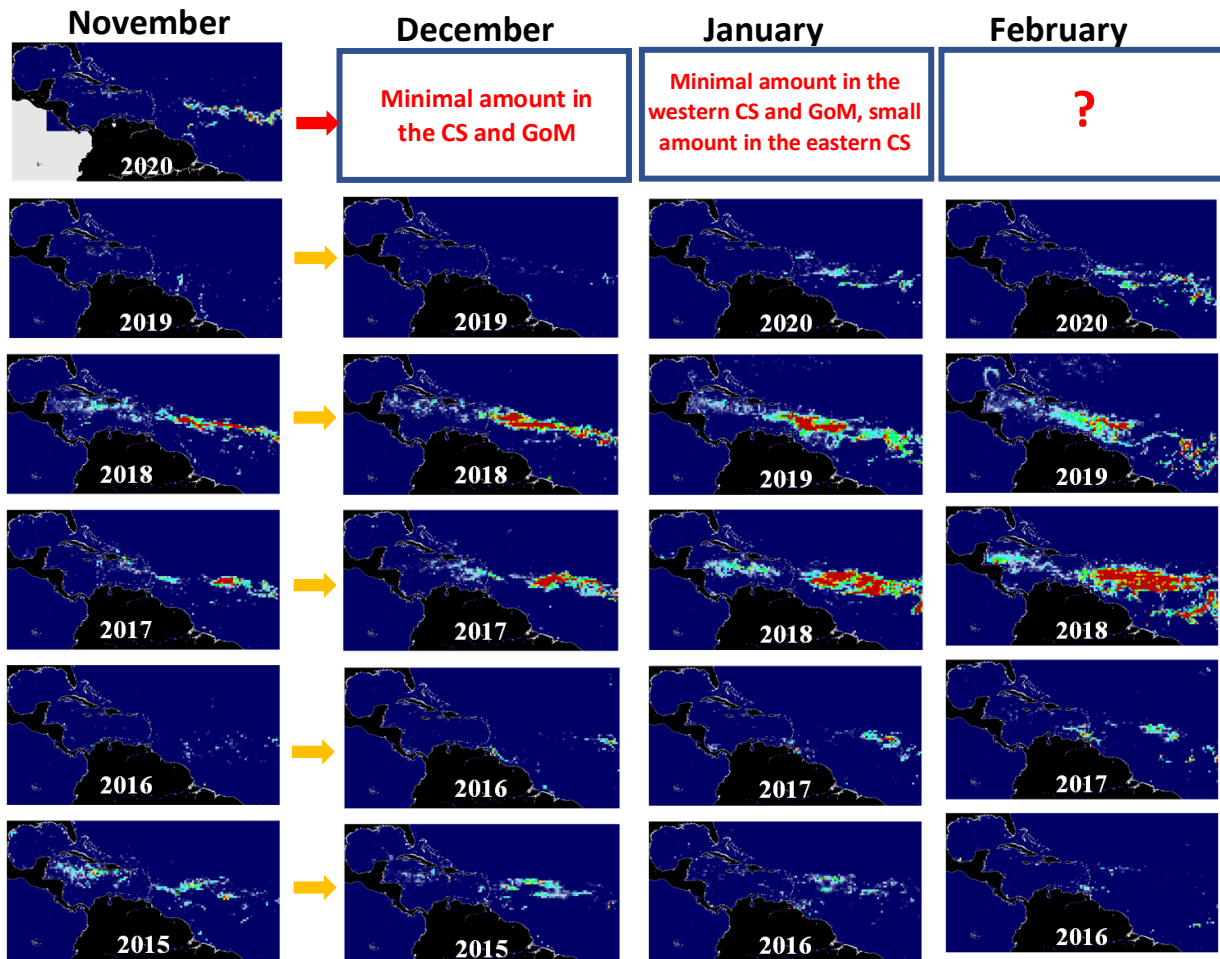 November
December
January
February
2020
Minimal amount in
the CS and GoM
Minimal amount in the
western CS and GoM, small
amount in the eastern CS
?
2019
2019
2020
2020
2018
2018
2019
2019
2017
2017
2018
2018
2016
2016
2017
2017
2015
2015
2016
2016